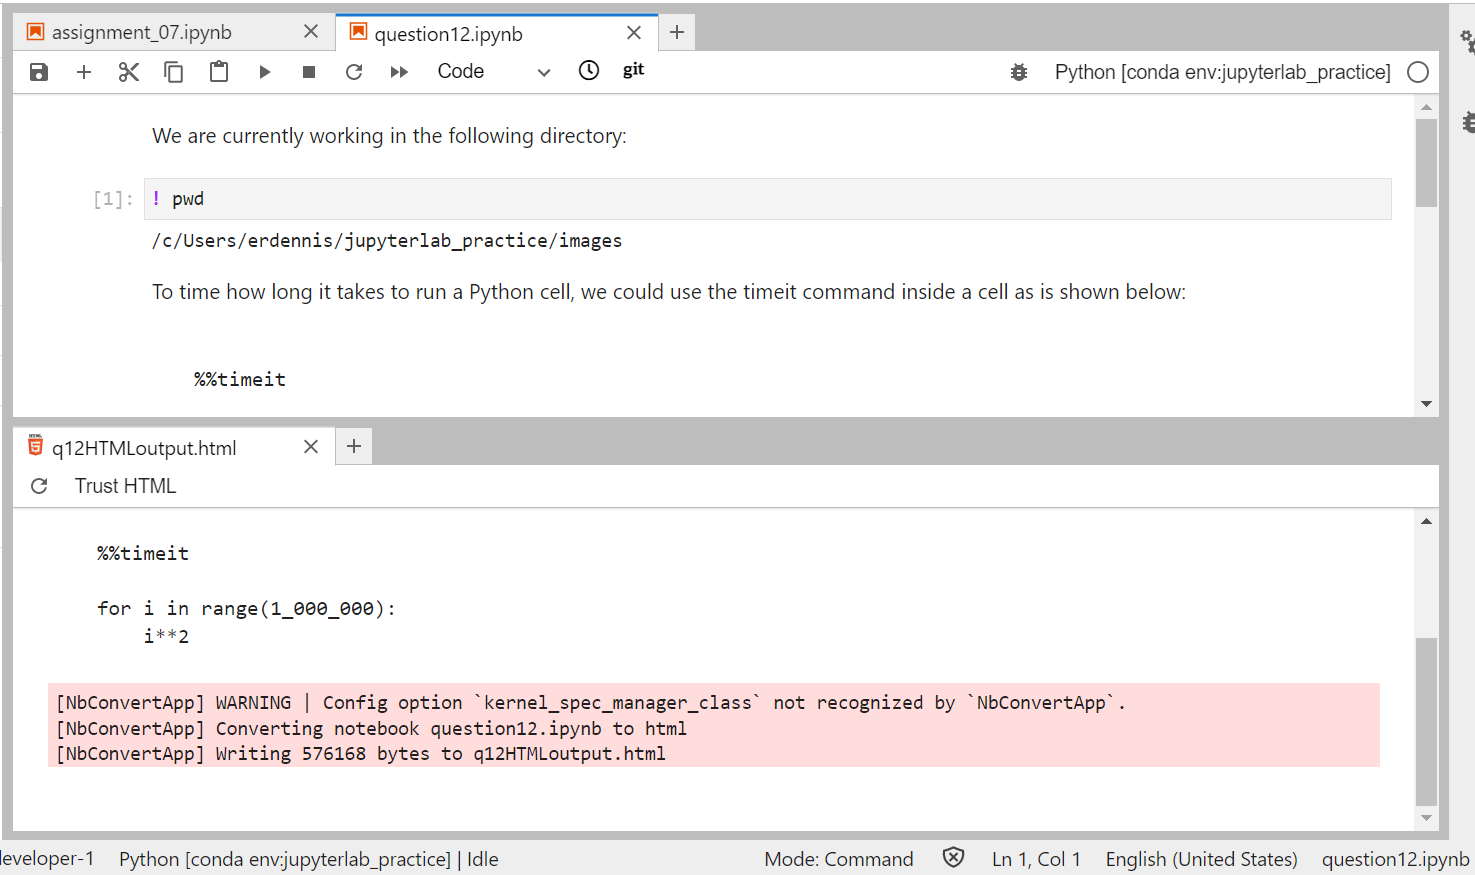 assignment_07.ipynb
question12.ipynb
Code
git
Python [conda env:jupyterlab_practice]
We are currently working in the following directory:
[1]:
! pwd
/c/Users/erdennis/jupyterlab_practice/images
To time how long it takes to run a Python cell, we could use the timeit command inside a cell as is shown below:
%%timeit
q12HTMLoutput.html
Trust HTML
%%timeit
for i in range(1_000_000):
i**2
[NbConvertApp] WARNING | Config option `kernel_spec_manager_class` not recognized by `NbConvertApp`.
[NbConvertApp] Converting notebook question12.ipynb to html
[NbConvertApp] Writing 576168 bytes to q12HTMLoutput.html
eveloper-1 Python [conda env:jupyterlab_practice] | Idle Mode: Command Ln 1, Col 1 English (United States) question12.ipynb